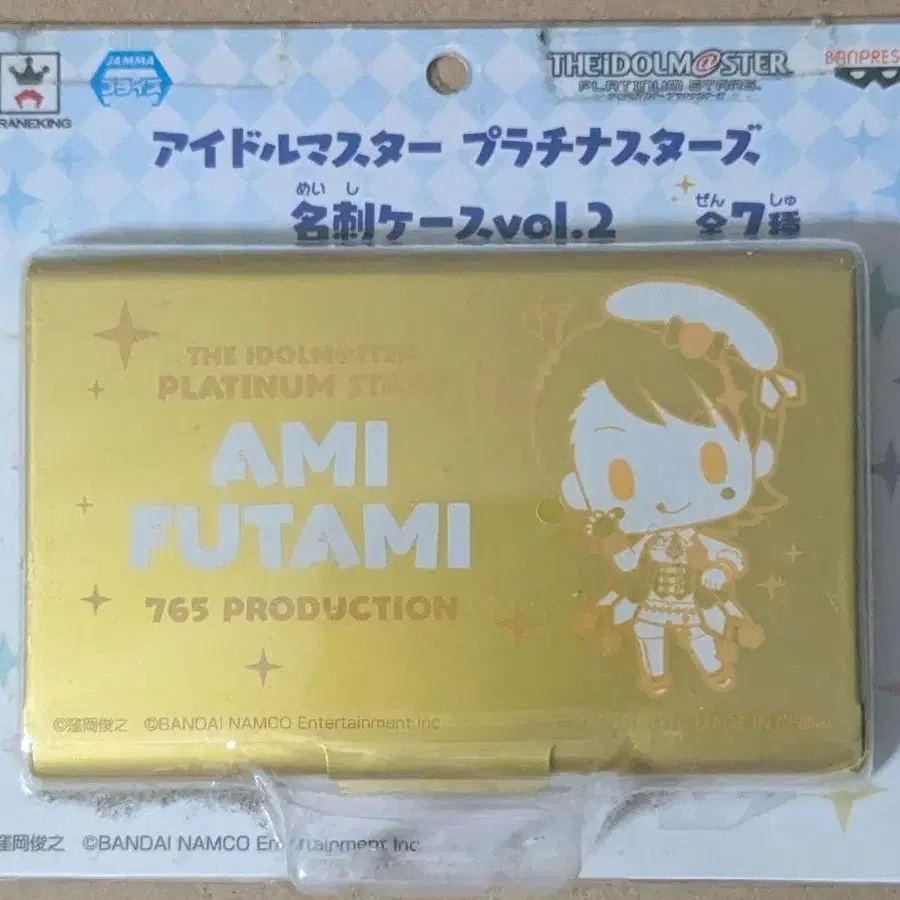 JAMMA
プライズ
THE IDOLM@STER
PLATINUM STARS
BANPRES
RANEKING
アイドルマスター プラチナスターズ
めいし ぜん しゅ
名刺ケースvol.2 全7種
THE IDOLM@STER
PLATINUM STA
AMI
FUTAMI
765 PRODUCTION
©窪岡俊之 ©BANDAI NAMCO Entertainment Inc.
MADE IN CHINA
窪岡俊之 ©BANDAI NAMCO Entertainment Inc.